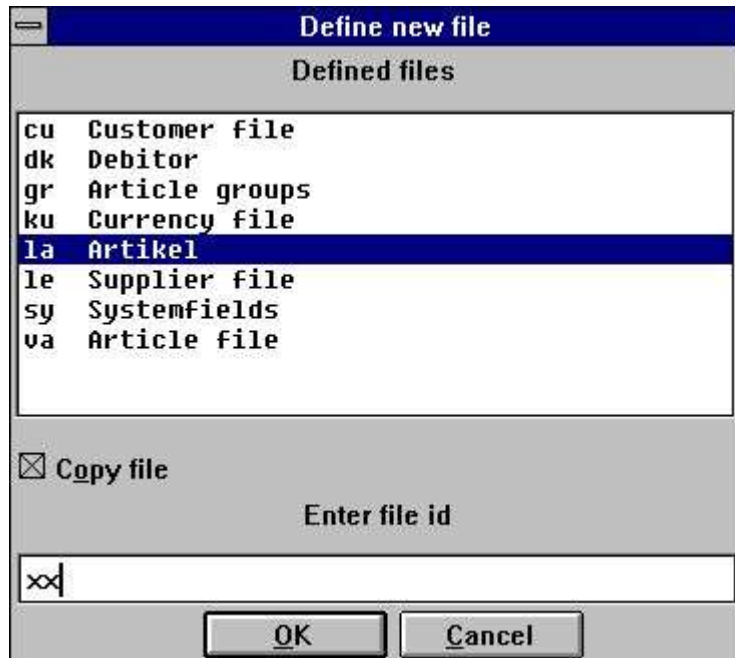 Define new file
Defined files
cu Customer file
dk Debitor
gr Article groups
ku Currency file
la Artikel
le Supplier file
sy Systemfields
va Article file
Copy file
Enter file id
xx
OK Cancel